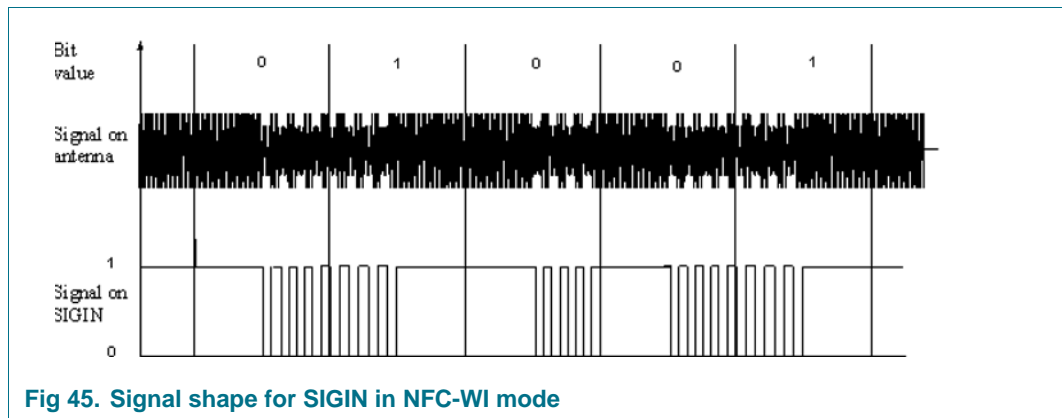 Bit
value
0 1 0 0 1
Signal on
antenna
1
Signal on
SIGIN
0
Fig 45. Signal shape for SIGIN in NFC-WI mode